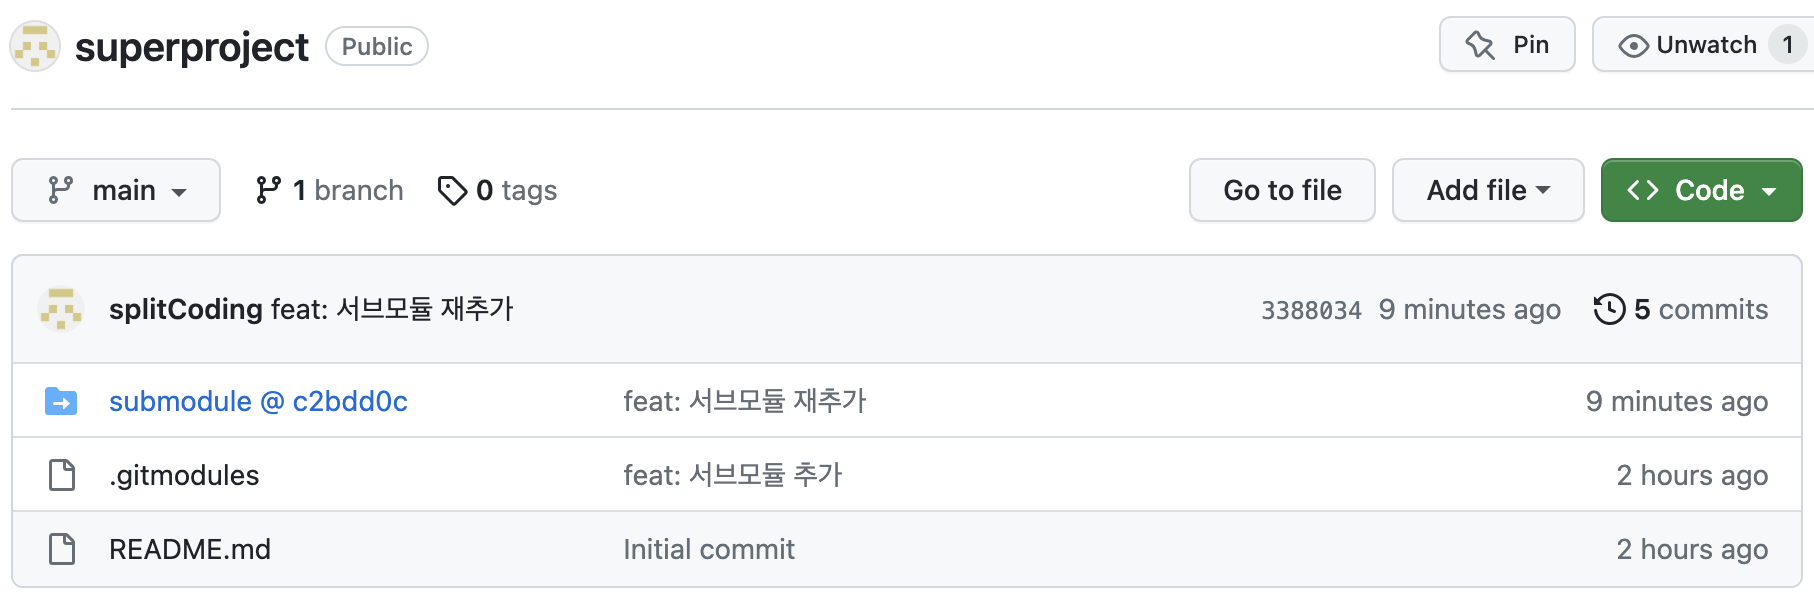 superproject Public Pin Unwatch 1
main 1 branch 0 tags Go to file Add file Code
splitCoding feat: 서브모듈 재추가 3388034 9 minutes ago 5 commits
submodule @ c2bdd0c feat: 서브모듈 재추가 9 minutes ago
.gitmodules feat: 서브모듈 추가 2 hours ago
README.md Initial commit 2 hours ago